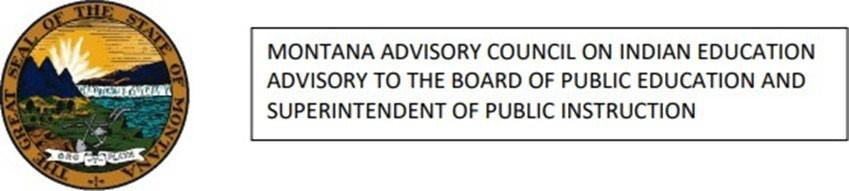 THE GREAT SEAL OF THE STATE OF MONTANA
ORO Y PLATA
MONTANA ADVISORY COUNCIL ON INDIAN EDUCATION
ADVISORY TO THE BOARD OF PUBLIC EDUCATION AND
SUPERINTENDENT OF PUBLIC INSTRUCTION